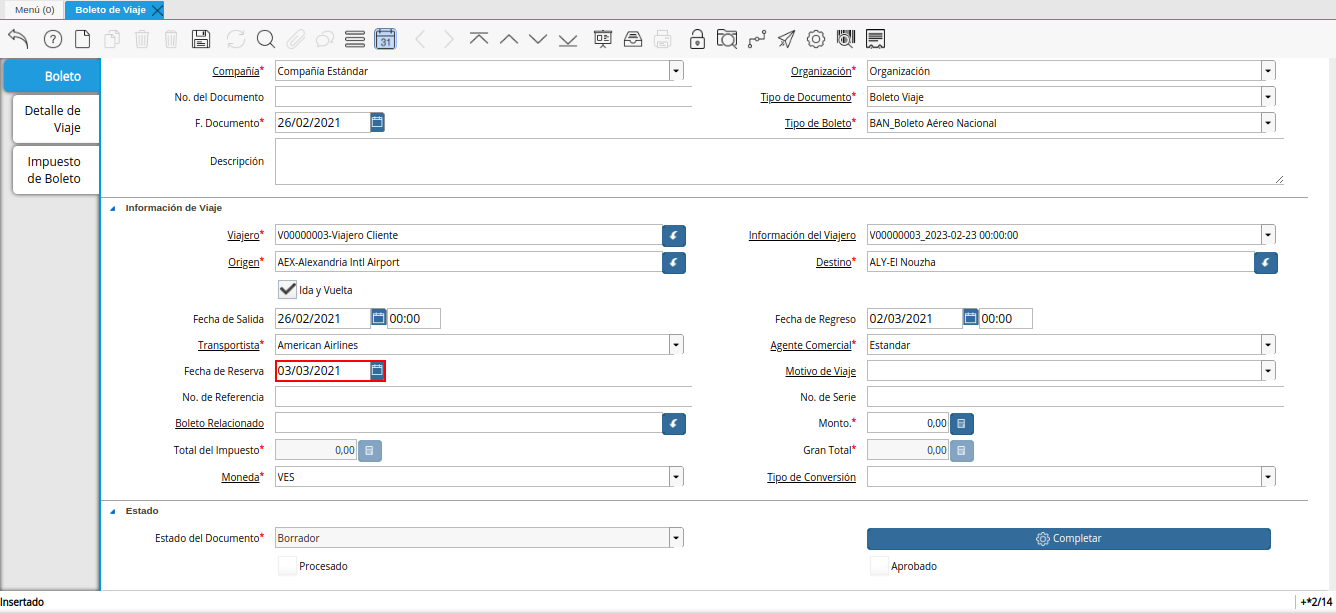 Menú (0) Boleto de Viaje
31
Boleto
Detalle de
Viaje
Impuesto
de Boleto
Compañía* Compañía Estándar Organización* Organización
No. del Documento Tipo de Documento* Boleto Viaje
F. Documento* 26/02/2021 Tipo de Boleto* BAN_Boleto Aéreo Nacional
Descripción
Información de Viaje
Viajero* V00000003-Viajero Cliente Información del Viajero V00000003_2023-02-23 00:00:00
Origen* AEX-Alexandria Intl Airport Destino* ALY-El Nouzha
Ida y Vuelta
Fecha de Salida 26/02/2021 00:00 Fecha de Regreso 02/03/2021 00:00
Transportista* American Airlines Agente Comercial* Estandar
Fecha de Reserva 03/03/2021 Motivo de Viaje
No. de Referencia No. de Serie
Boleto Relacionado Monto.* 0,00
Total del Impuesto* 0,00 Gran Total* 0,00
Moneda* VES Tipo de Conversión
Estado
Estado del Documento* Borrador Completar
Procesado Aprobado
Insertado +*2/14